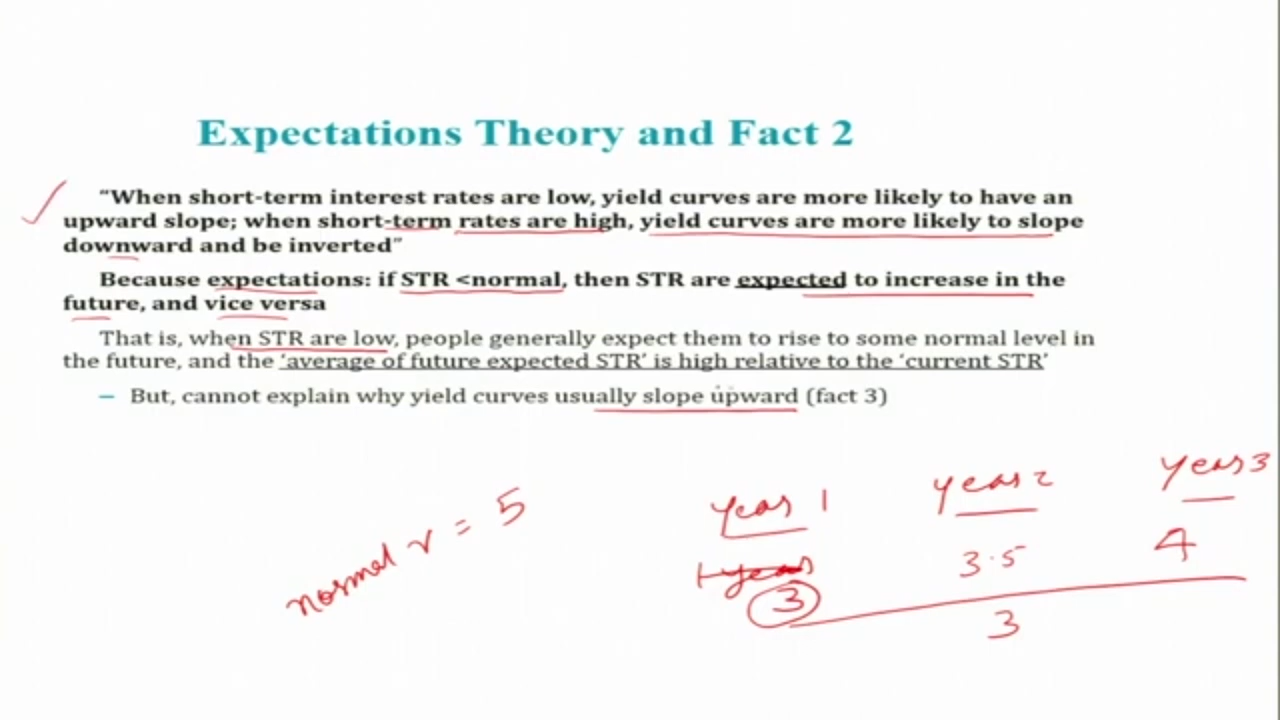 Expectations Theory and Fact 2
“When short-term interest rates are low, yield curves are more likely to have an
upward slope; when short-term rates are high, yield curves are more likely to slope
downward and be inverted”
Because expectations: if STR <normal, then STR are expected to increase in the
future, and vice versa
That is, when STR are low, people generally expect them to rise to some normal level in
the future, and the ‘average of future expected STR’ is high relative to the ‘current STR’
– But, cannot explain why yield curves usually slope upward (fact 3)
normal r = 5
year 1 year 2 year 3
1 year 3.5 4
3
3